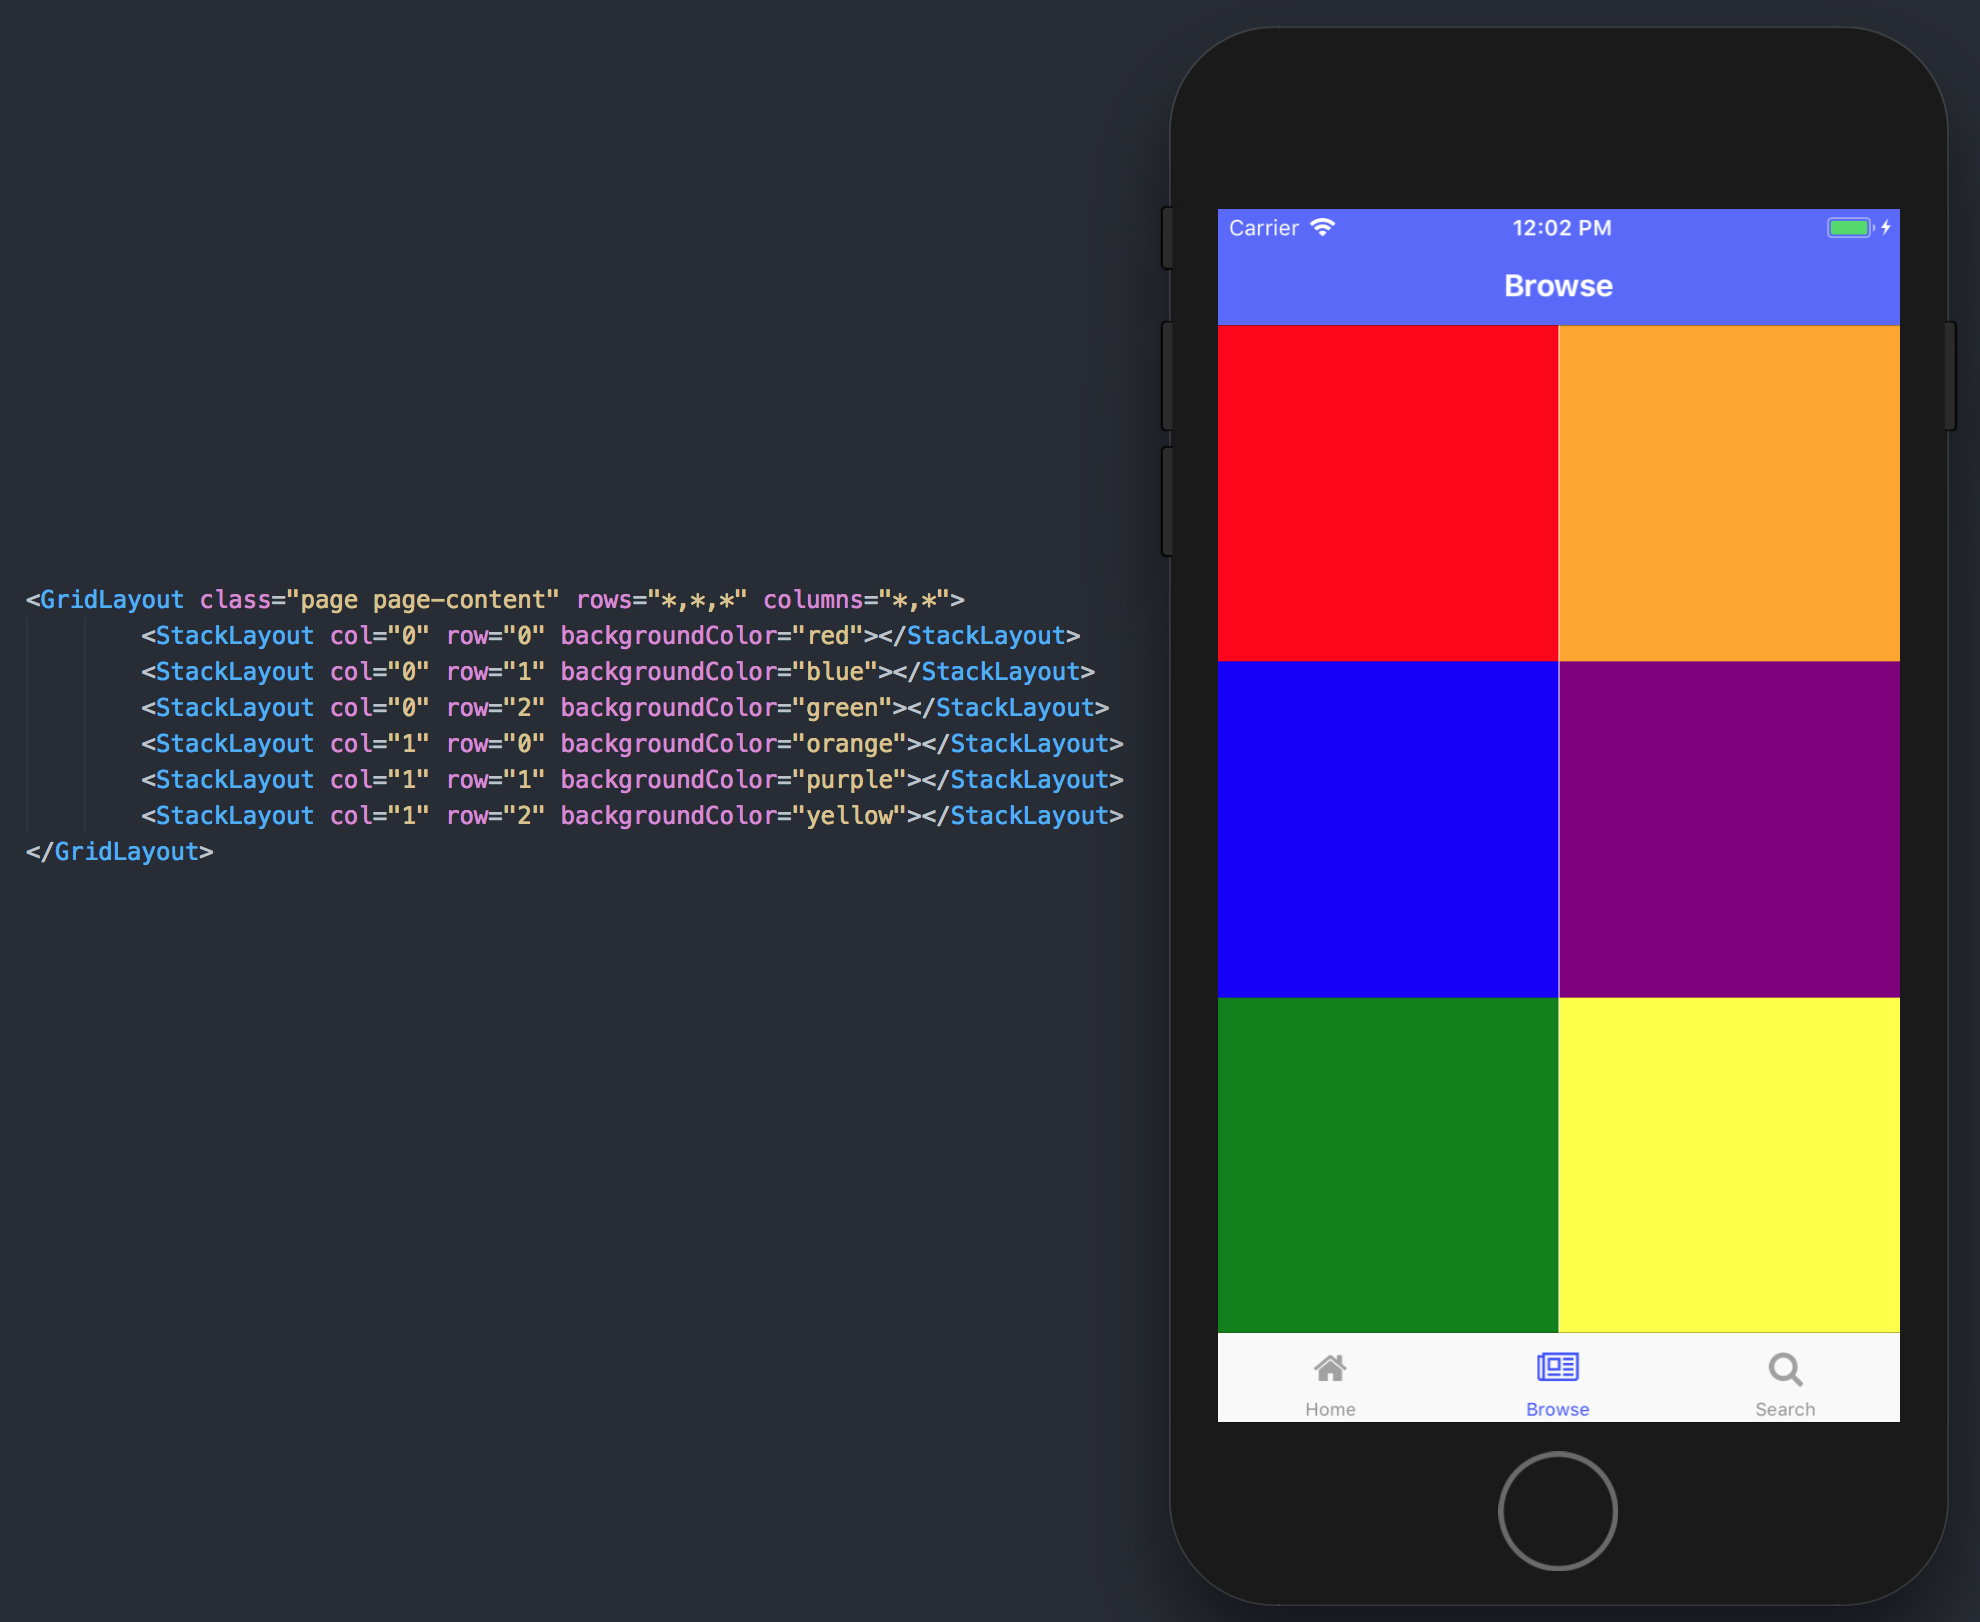 <GridLayout class="page page-content" rows="*,*,*" columns="*,*">
<StackLayout col="0" row="0" backgroundColor="red"></StackLayout>
<StackLayout col="0" row="1" backgroundColor="blue"></StackLayout>
<StackLayout col="0" row="2" backgroundColor="green"></StackLayout>
<StackLayout col="1" row="0" backgroundColor="orange"></StackLayout>
<StackLayout col="1" row="1" backgroundColor="purple"></StackLayout>
<StackLayout col="1" row="2" backgroundColor="yellow"></StackLayout>
</GridLayout>
Carrier 12:02 PM
Browse
Home Browse Search